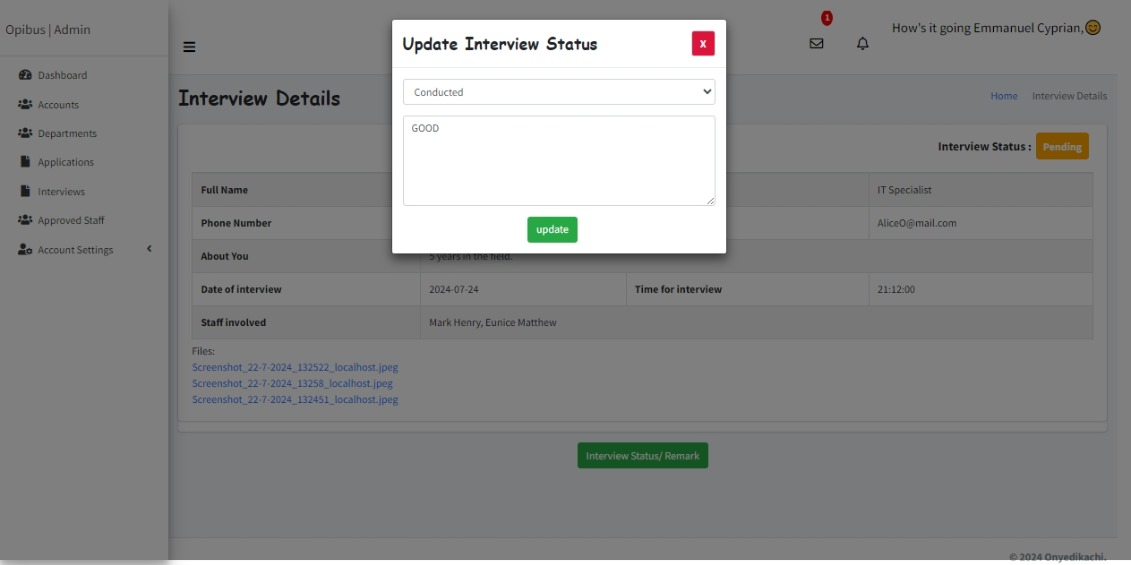 Opibus | Admin
1
How's it going Emmanuel Cyprian,😊
Dashboard
Accounts
Departments
Applications
Interviews
Approved Staff
Account Settings
Update Interview Status
X
Conducted
GOOD
update
Interview Details
Home Interview Details
Interview Status : Pending
Full Name IT Specialist
Phone Number AliceO@mail.com
About You 5 years in the field.
Date of interview 2024-07-24 Time for interview 21:12:00
Staff involved Mark Henry, Eunice Matthew
Files:
Screenshot_22-7-2024_132522_localhost.jpeg
Screenshot_22-7-2024_13258_localhost.jpeg
Screenshot_22-7-2024_132451_localhost.jpeg
Interview Status/ Remark
© 2024 Onyedikachi.